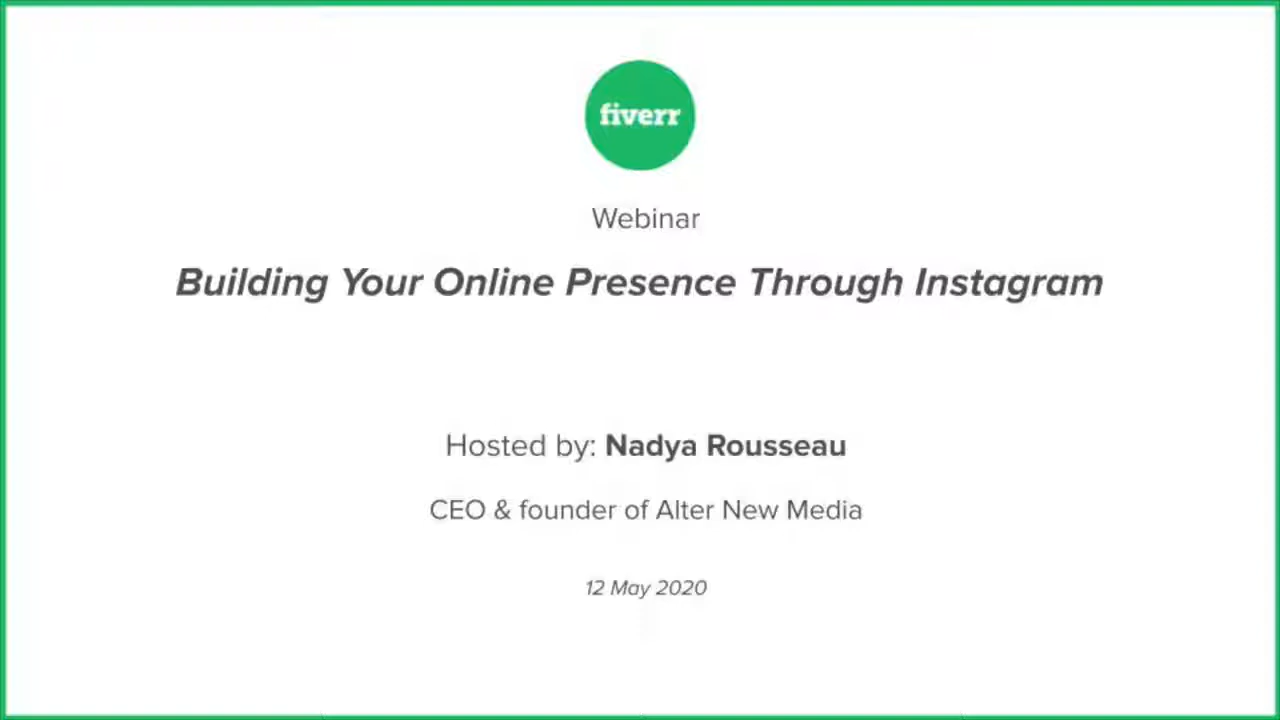 fiverr
Webinar
Building Your Online Presence Through Instagram
Hosted by: Nadya Rousseau
CEO & founder of Alter New Media
12 May 2020